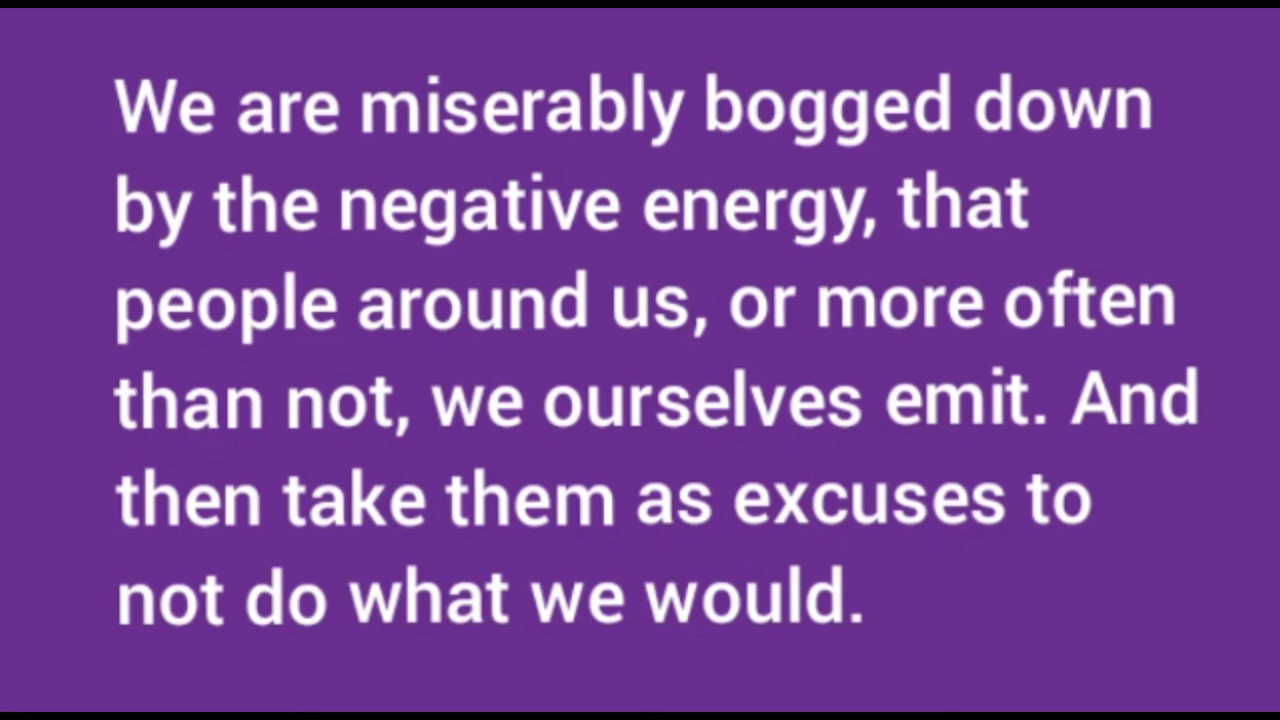 We are miserably bogged down
by the negative energy, that
people around us, or more often
than not, we ourselves emit. And
then take them as excuses to
not do what we would.